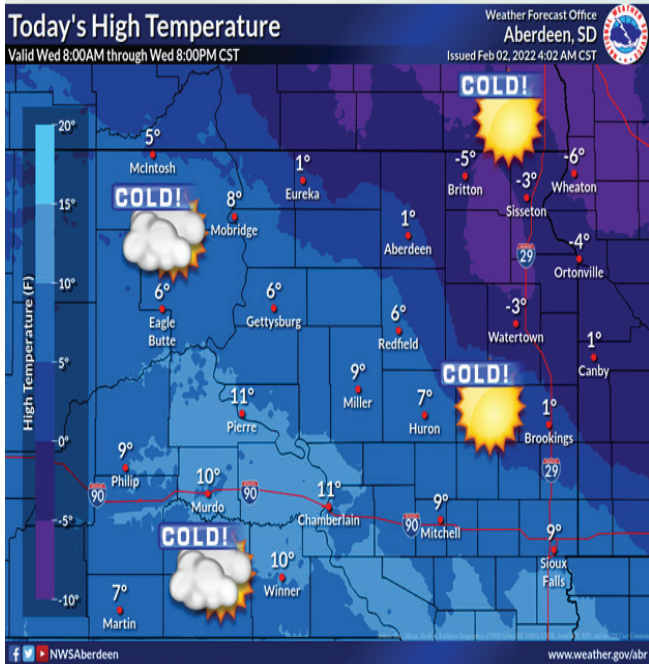 Today's High Temperature
Valid Wed 8:00AM through Wed 8:00PM CST
Weather Forecast Office
Aberdeen, SD
Issued Feb 02, 2022 4:02 AM CST
NATIONAL WEATHER SERVICE
High Temperature (F)
20°
15°
10°
5°
0°
-5°
-10°
COLD!
5°
McIntosh
1°
Eureka
-5°
Britton
-3°
Sisseton
-6°
Wheaton
COLD!
8°
Mobridge
1°
Aberdeen
29
-4°
Ortonville
6°
Eagle
Butte
6°
Gettysburg
6°
Redfield
-3°
Watertown
1°
Canby
COLD!
9°
Miller
7°
Huron
11°
Pierre
1°
Brookings
9°
Philip
90
10°
Murdo
90
11°
Chamberlain
90
9°
Mitchell
29
9°
Sioux
Falls
COLD!
10°
Winner
7°
Martin
NWSAberdeen
www.weather.gov/abr